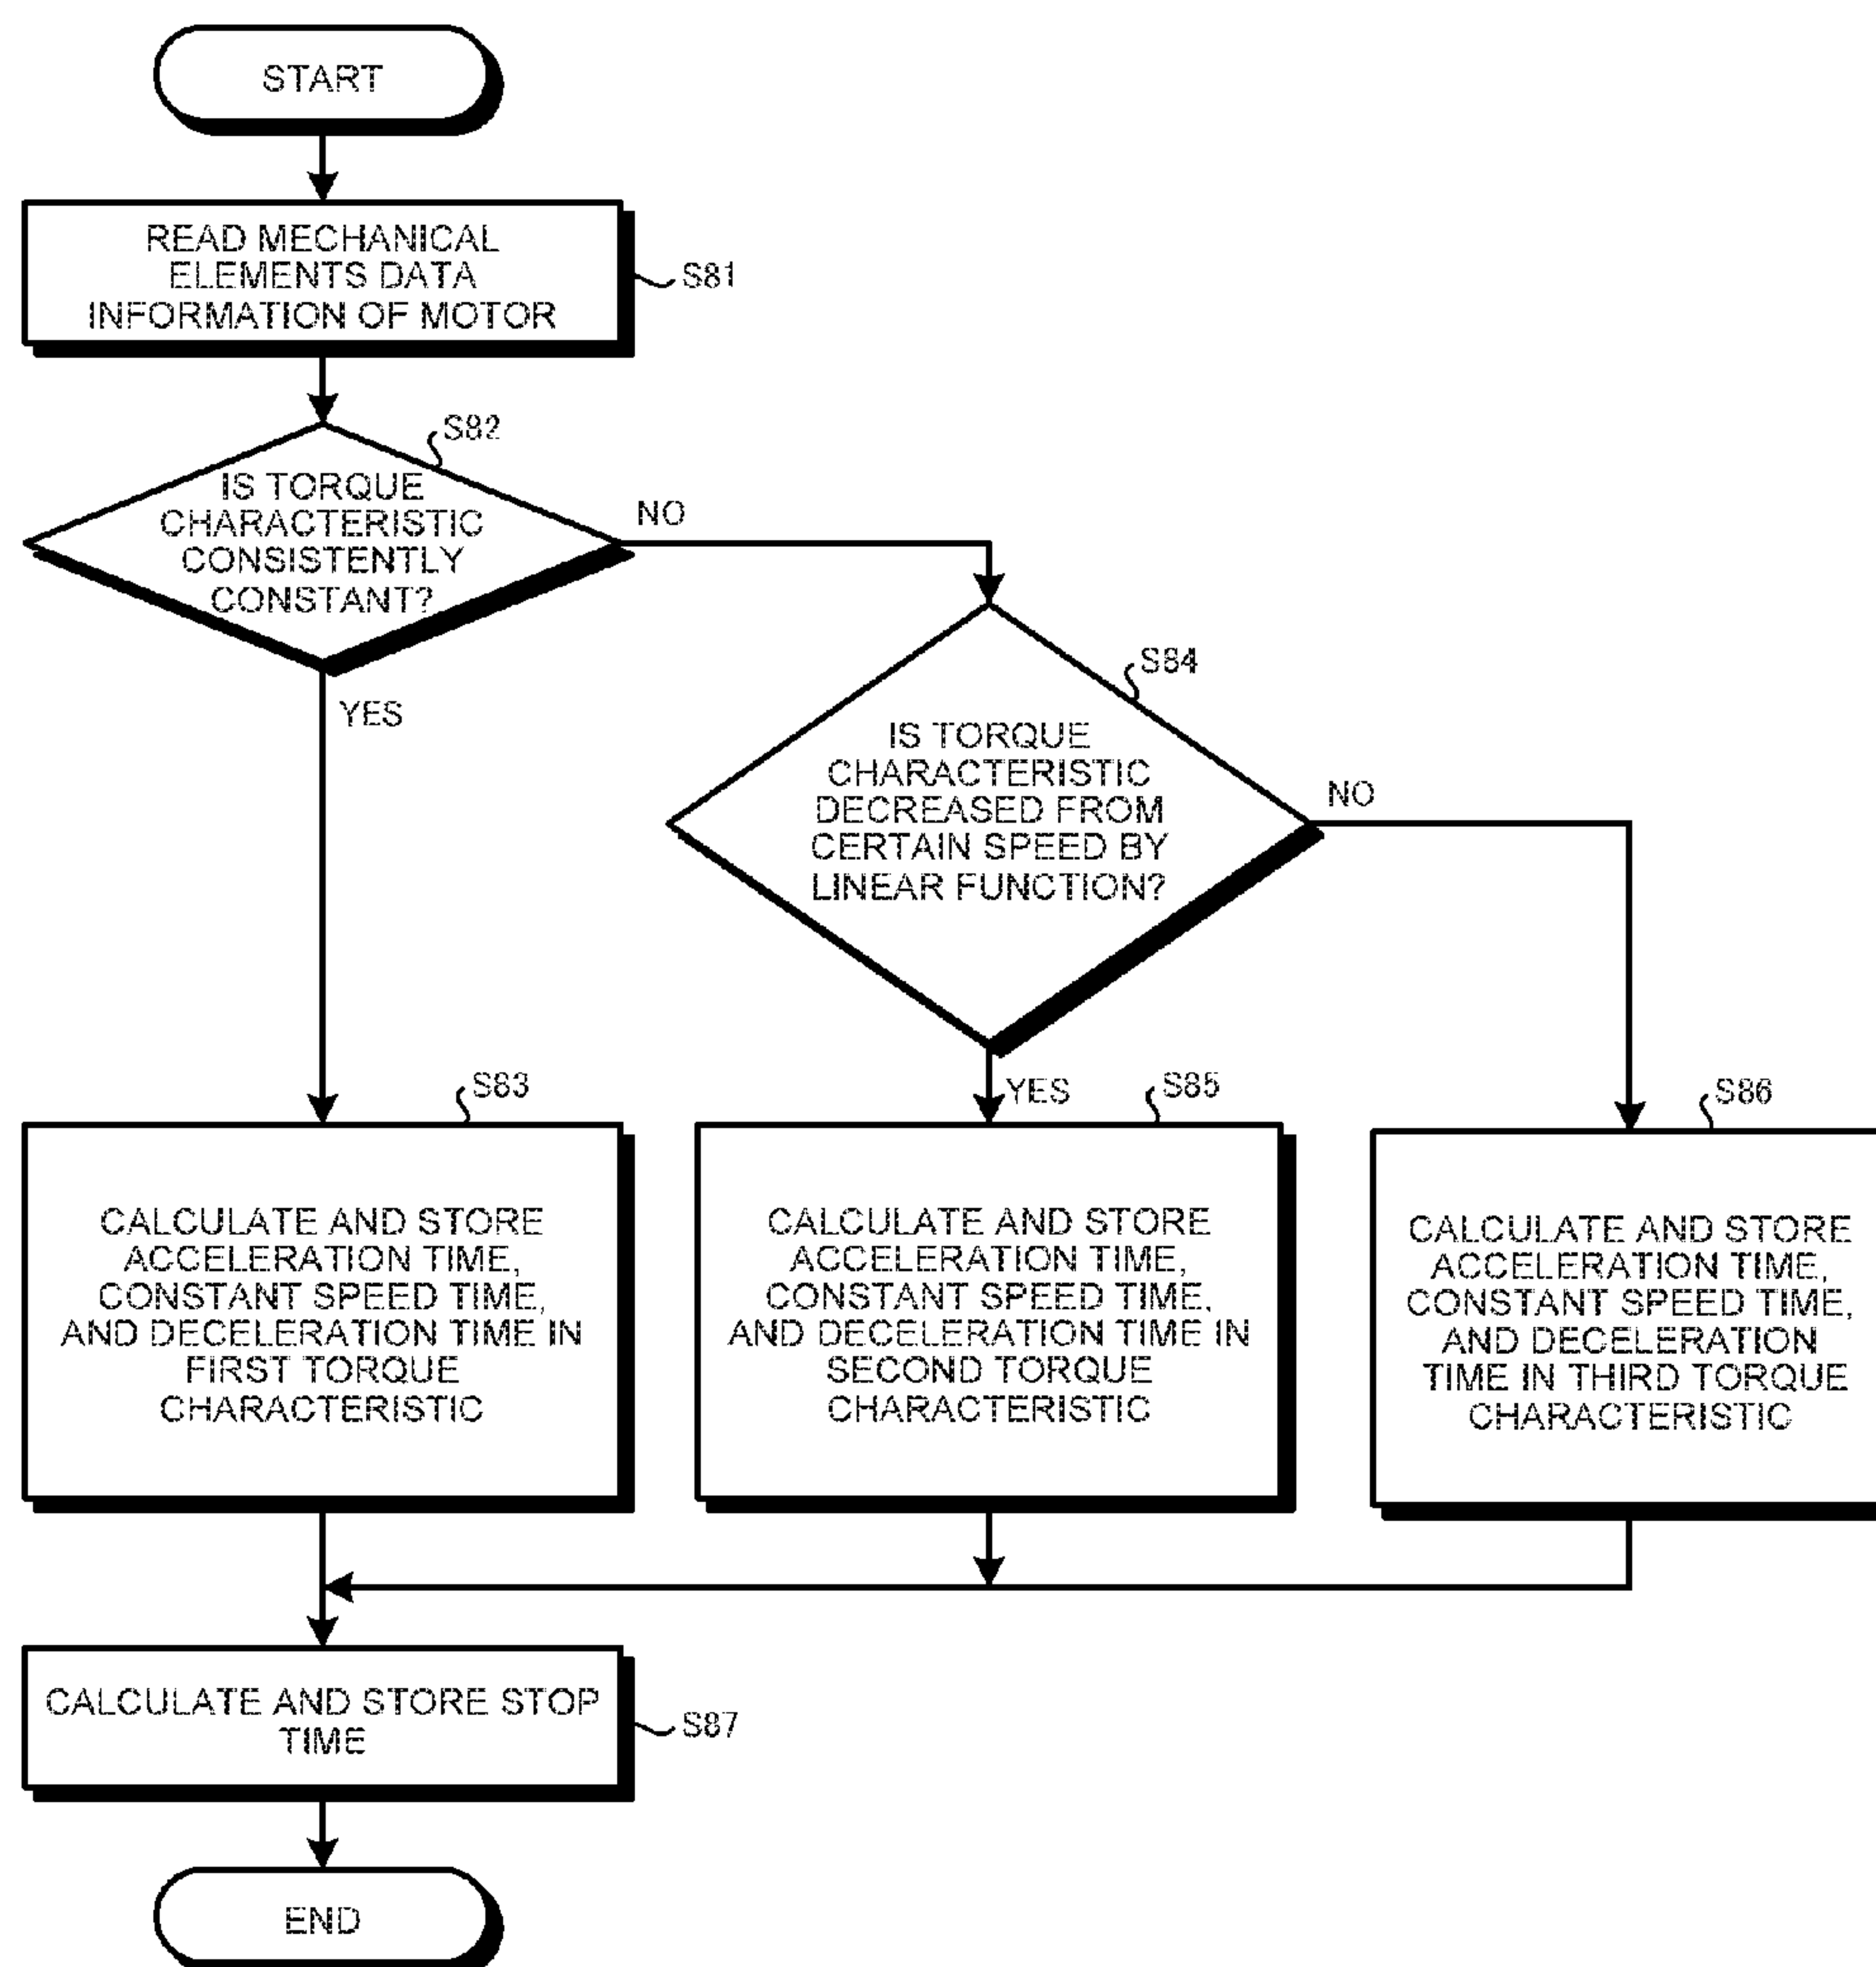 START
READ MECHANICAL
ELEMENTS DATA
INFORMATION OF MOTOR
S81
S82
IS TORQUE
CHARACTERISTIC
CONSISTENTLY
CONSTANT?
NO
YES
S84
IS TORQUE
CHARACTERISTIC
DECREASED FROM
CERTAIN SPEED BY
LINEAR FUNCTION?
NO
YES
S83
CALCULATE AND STORE
ACCELERATION TIME,
CONSTANT SPEED TIME,
AND DECELERATION TIME IN
FIRST TORQUE
CHARACTERISTIC
S85
CALCULATE AND STORE
ACCELERATION TIME,
CONSTANT SPEED TIME,
AND DECELERATION TIME IN
SECOND TORQUE
CHARACTERISTIC
S86
CALCULATE AND STORE
ACCELERATION TIME,
CONSTANT SPEED TIME,
AND DECELERATION
TIME IN THIRD TORQUE
CHARACTERISTIC
CALCULATE AND STORE STOP
TIME
S87
END